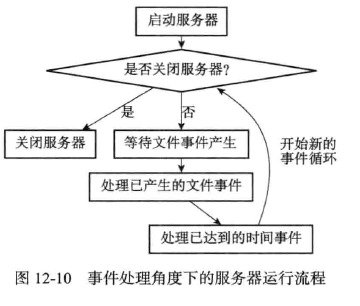 启动服务器
是否关闭服务器?
是
否
关闭服务器
等待文件事件产生
开始新的
事件循环
处理已产生的文件事件
处理已达到的时间事件
图 12-10 事件处理角度下的服务器运行流程